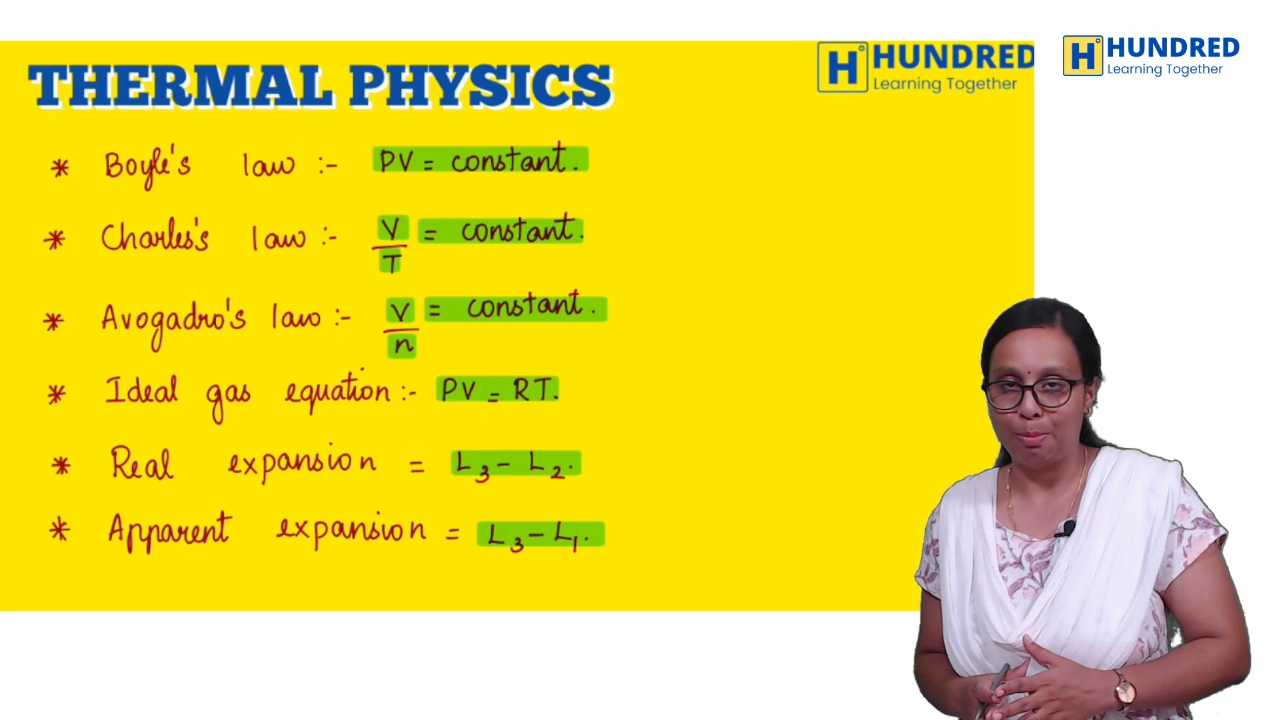 HUNDRED
Learning Together
HUNDRED
Learning Together
THERMAL PHYSICS
* Boyle's law :- PV = constant.
* Charles's law :- V/T = constant.
* Avogadro's law :- V/n = constant.
* Ideal gas equation :- PV = RT.
* Real expansion = L₃ - L₂.
* Apparent expansion = L₃ - L₁.